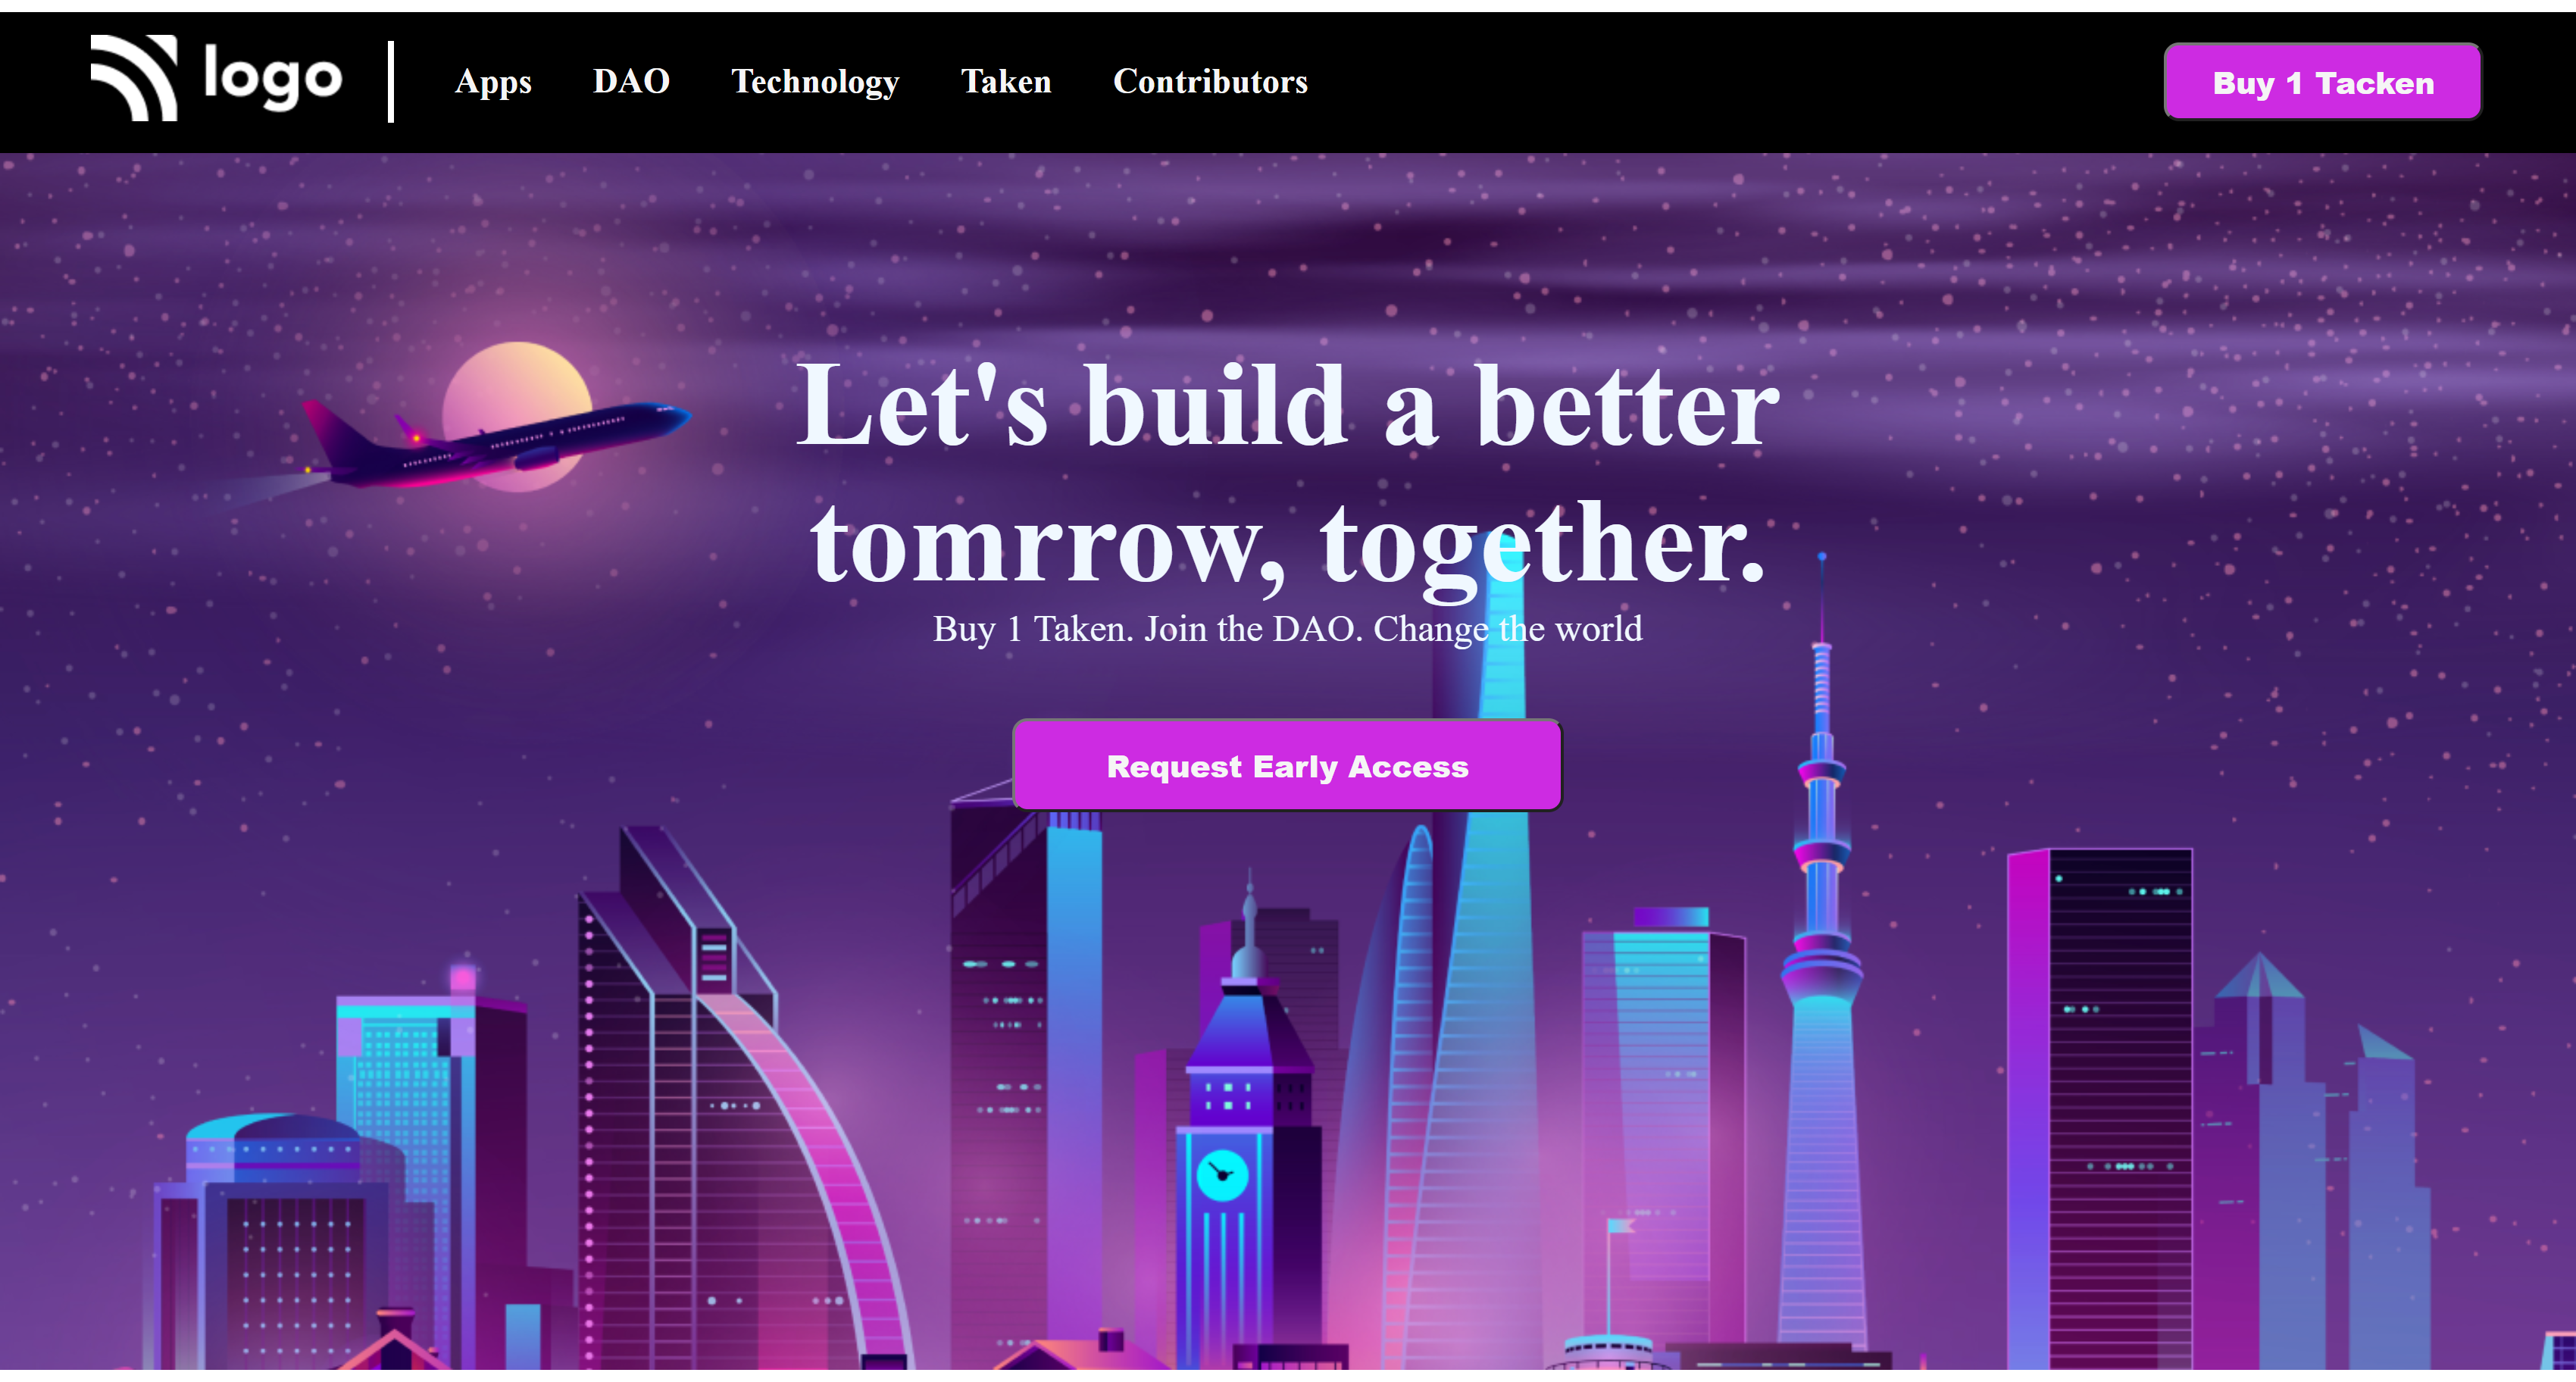 logo
Apps DAO Technology Taken Contributors
Buy 1 Tacken
Let's build a better
tomrrow, together.
Buy 1 Taken. Join the DAO. Change the world
Request Early Access